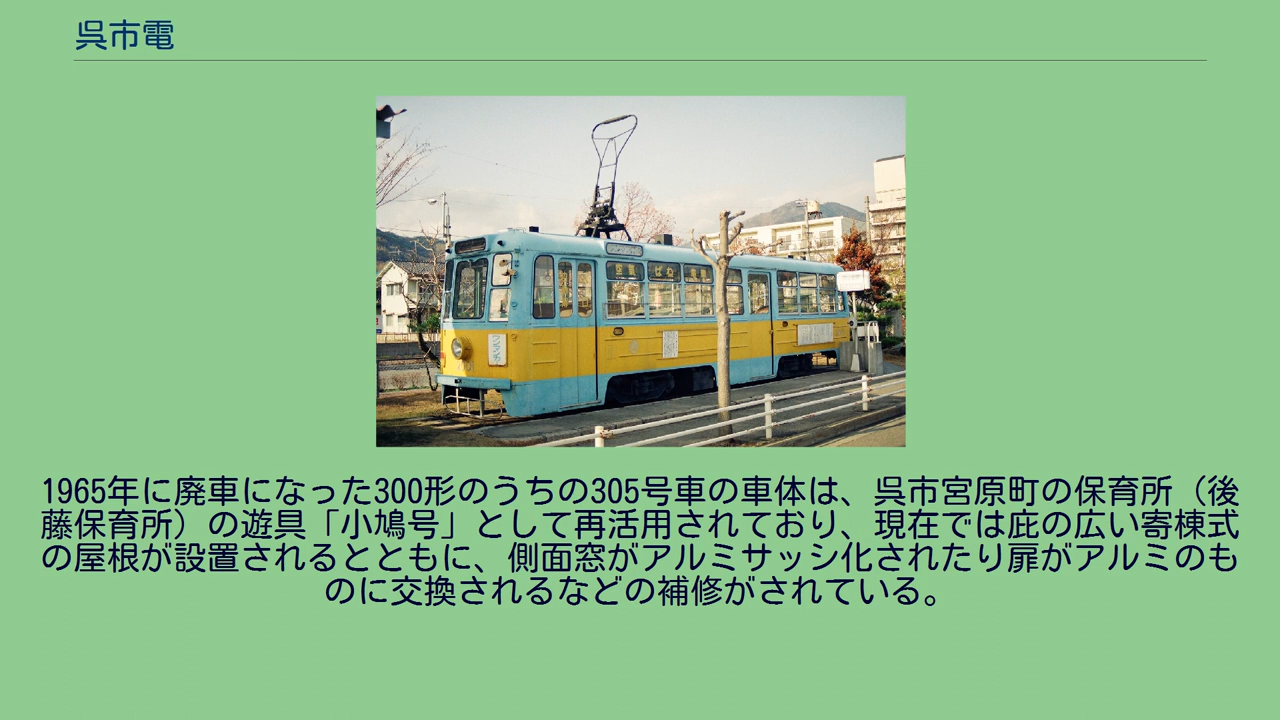 呉市電
空気 ばね 電車
1965年に廃車になった300形のうちの305号車の車体は、呉市宮原町の保育所（後
藤保育所）の遊具「小鳩号」として再活用されており、現在では庇の広い寄棟式
の屋根が設置されるとともに、側面窓がアルミサッシ化されたり扉がアルミのも
のに交換されるなどの補修がされている。